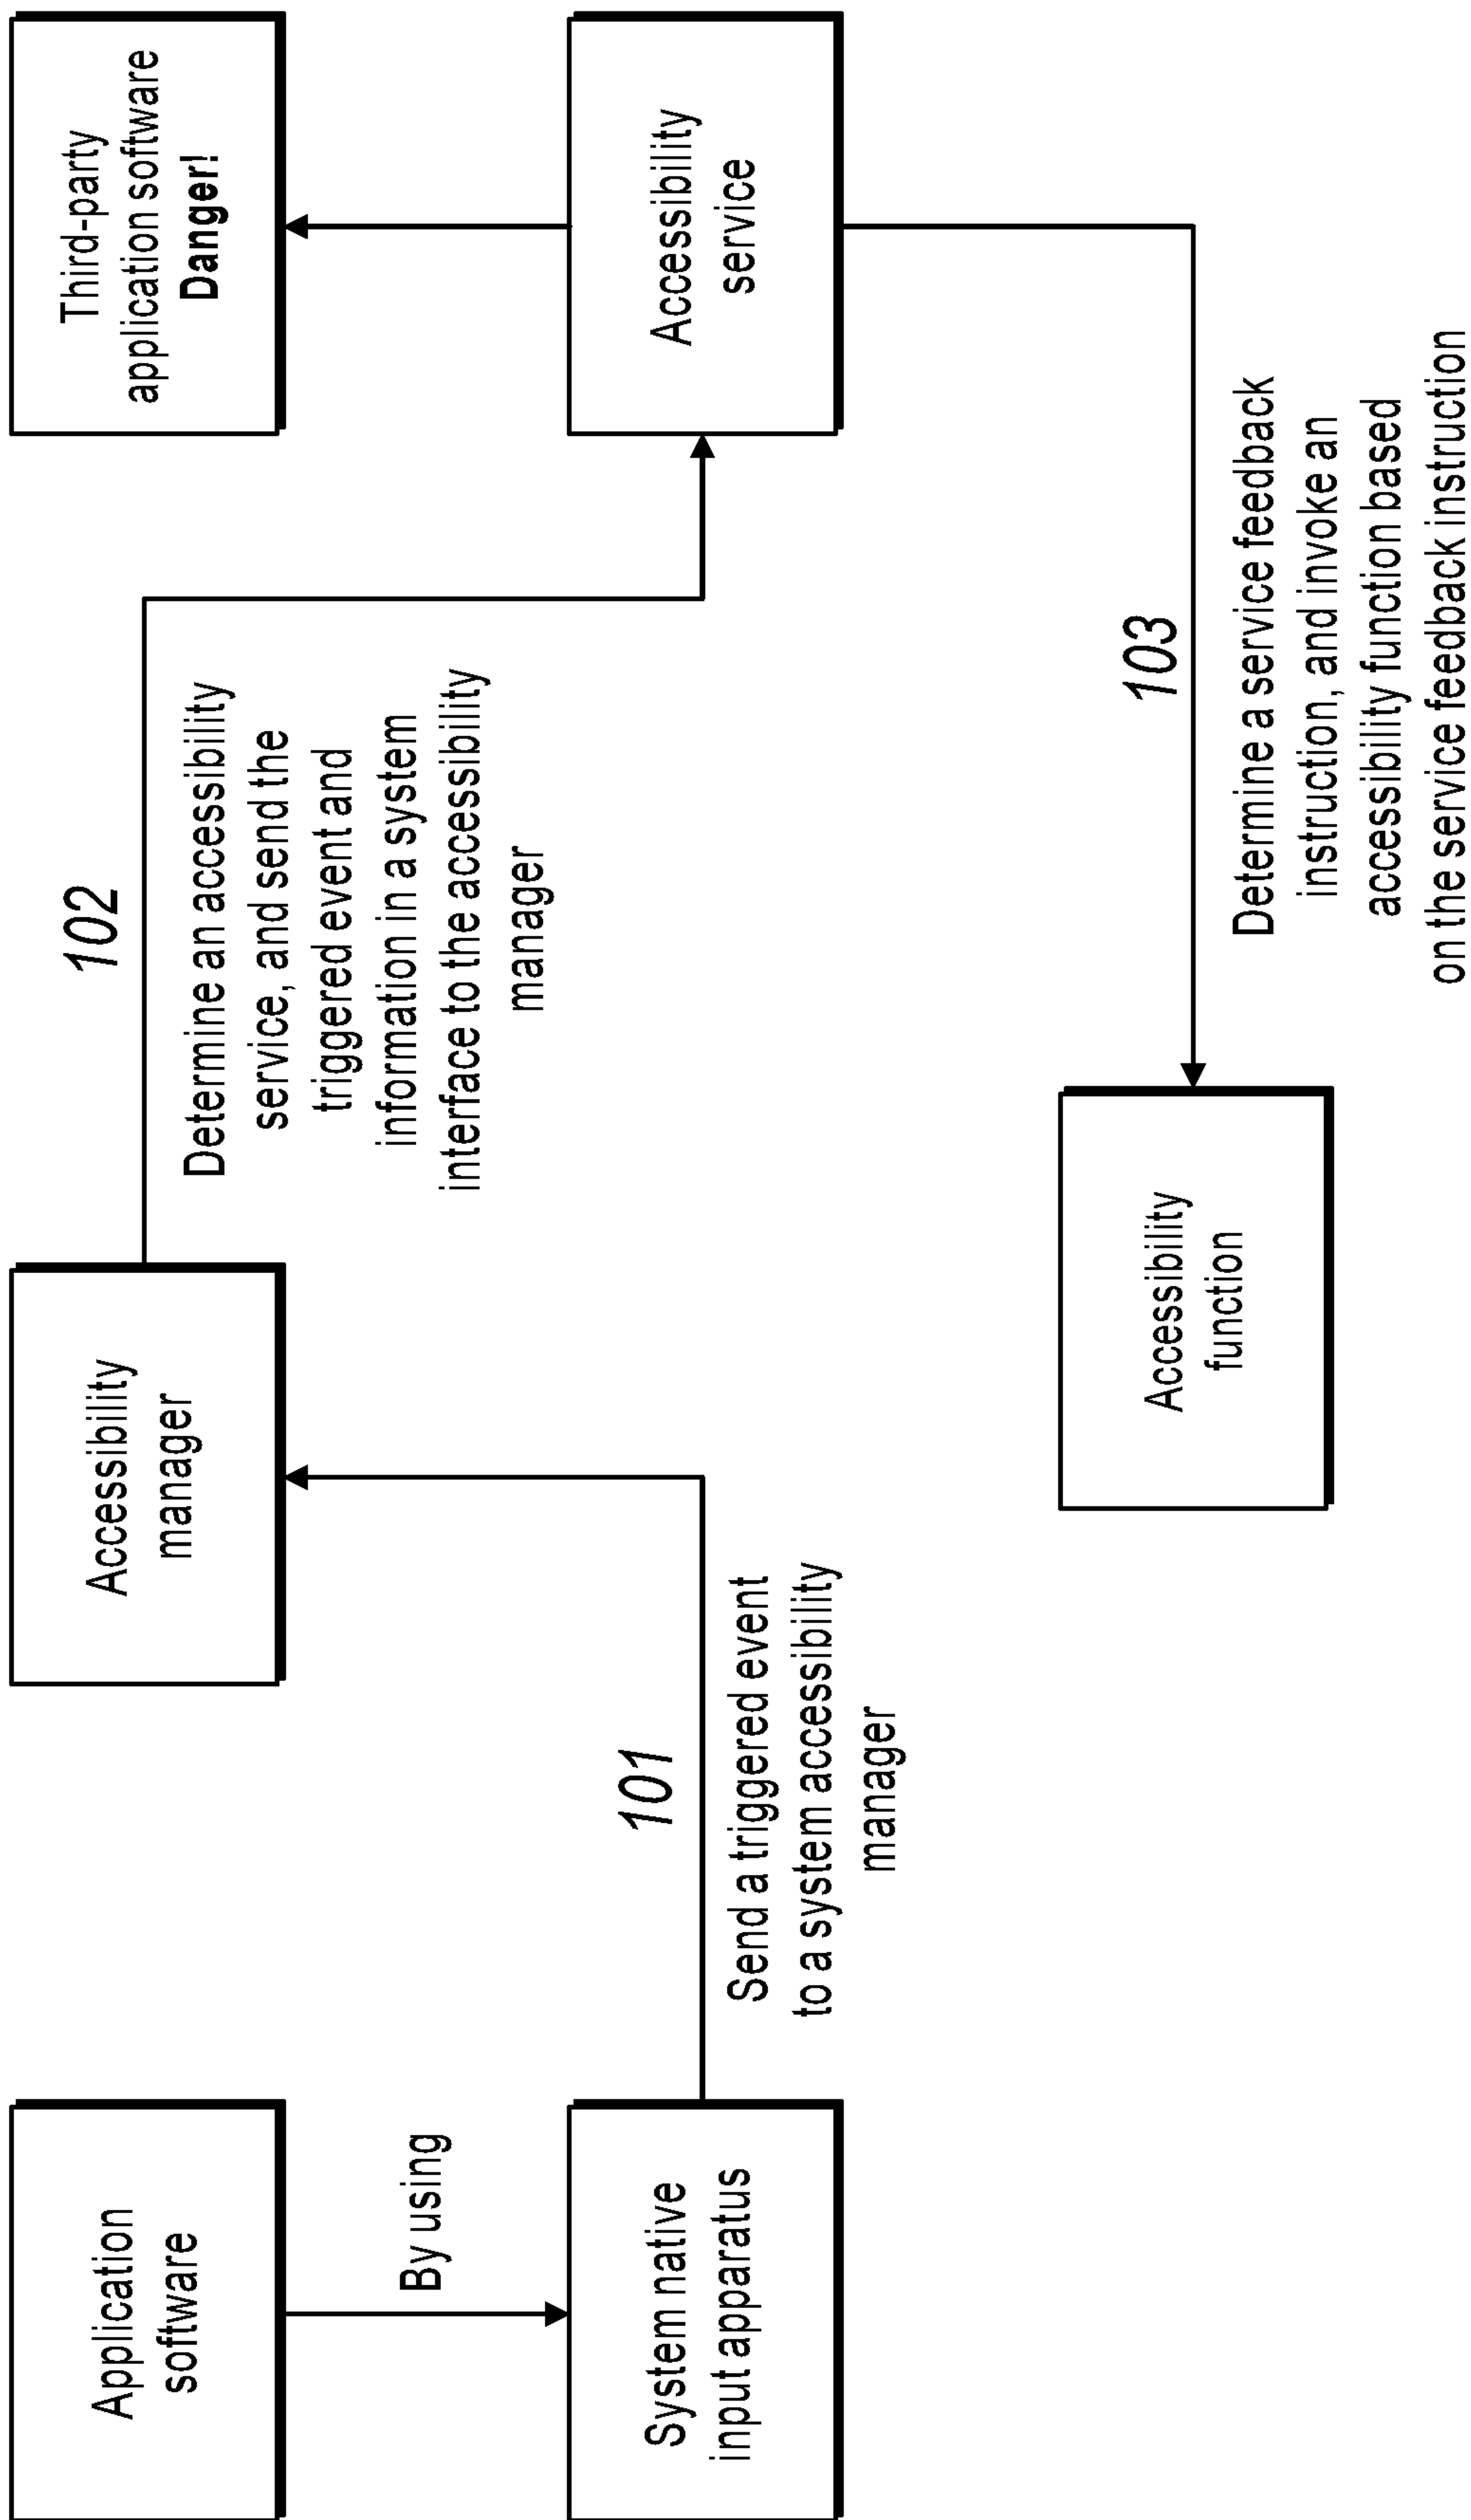 Application
software
By using
System native
input apparatus
101
Send a triggered event
to a system accessibility
manager
Accessibility
manager
102
Determine an accessibility
service, and send the
triggered event and
information in a system
interface to the accessibility
manager
Third-party
application software
Danger!
Accessibility
service
103
Determine a service feedback
instruction, and invoke an
accessibility function based
on the service feedback instruction
Accessibility
function